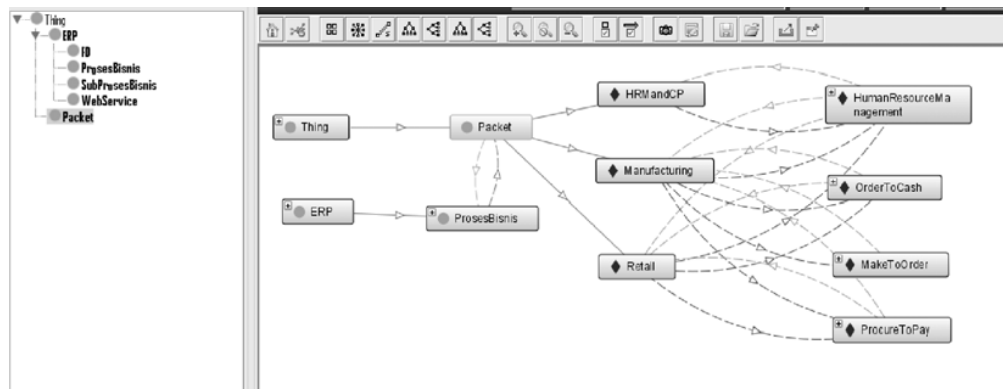 Thing
ERP
FD
ProsesBisnis
SubProsesBisnis
WebService
Packet
HRMandCP
HumanResourceMa
nagement
Thing
Packet
Manufacturing
OrderToCash
ERP
ProsesBisnis
Retail
MakeToOrder
ProcureToPay